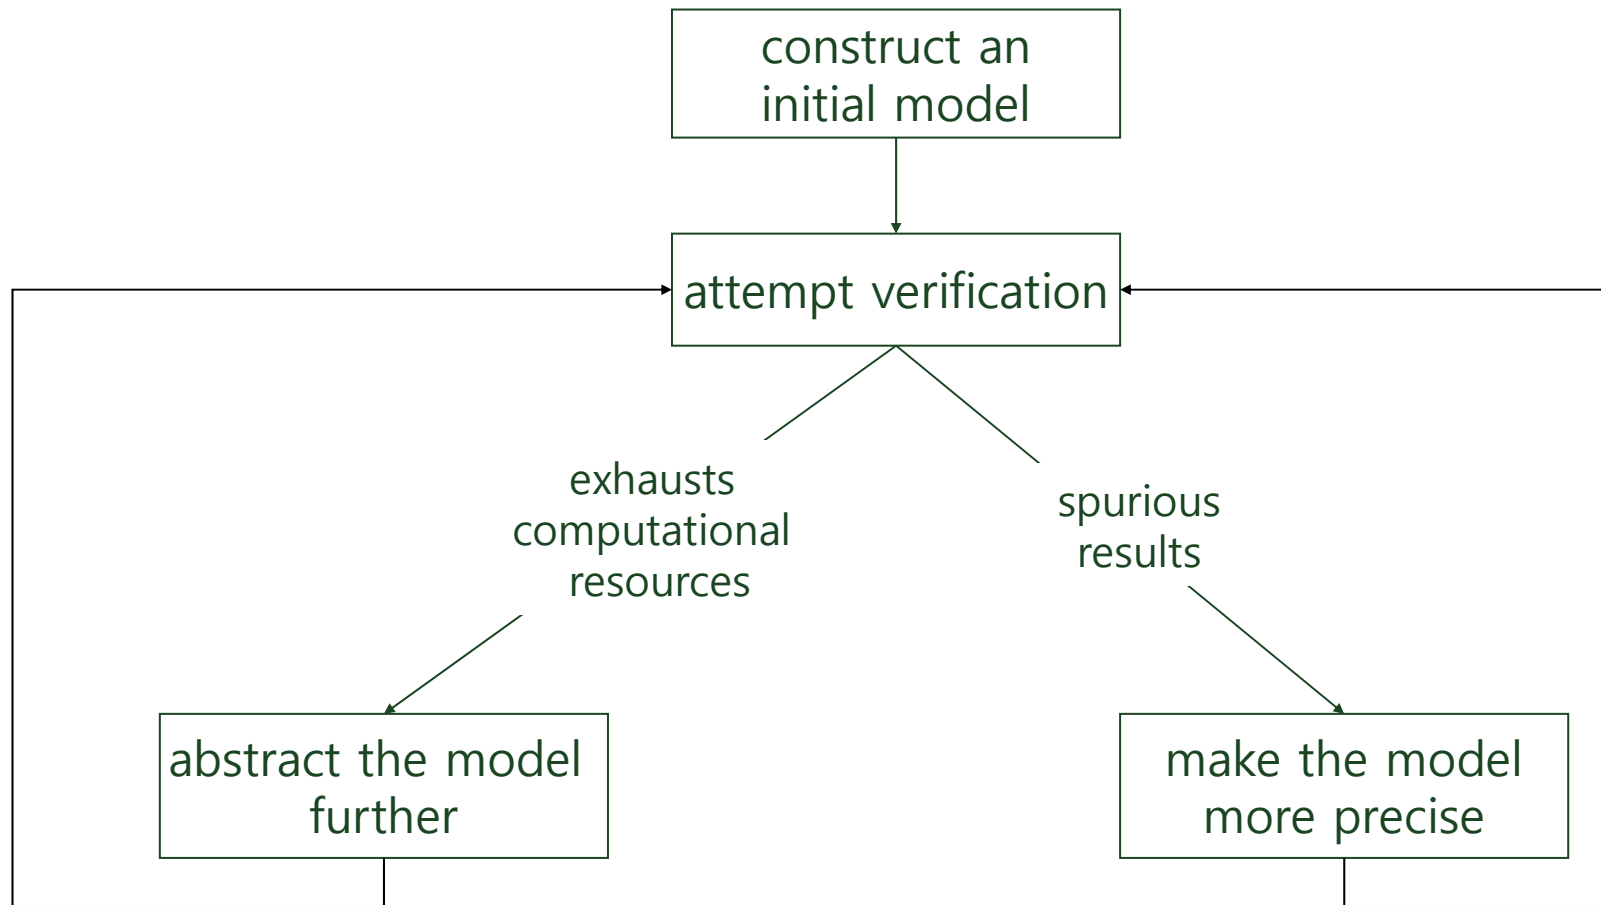 construct an
initial model
attempt verification
exhausts
computational
resources
spurious
results
abstract the model
further
make the model
more precise